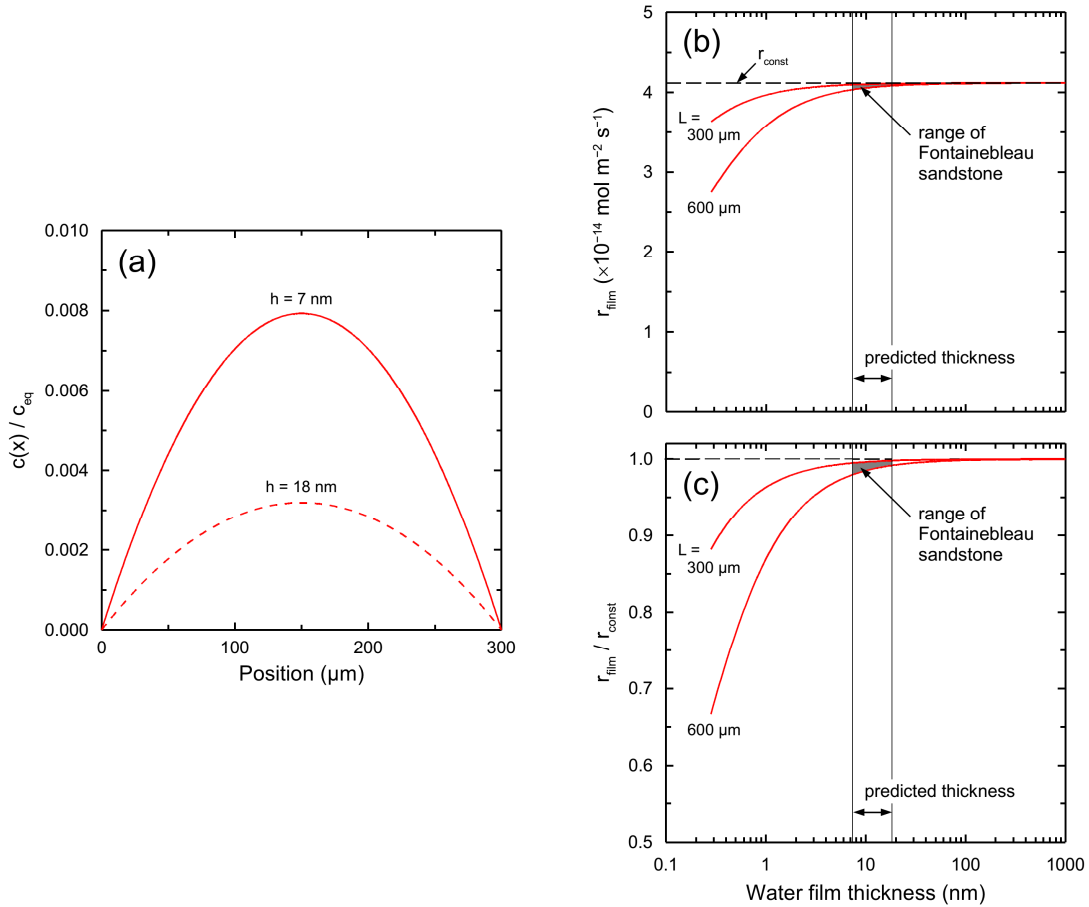 (a)
0.010
0.008
0.006
0.004
0.002
0.000
c(x) / c_eq
h = 7 nm
h = 18 nm
0
100
200
300
Position (µm)
(b)
5
4
3
2
1
0
r_film (×10⁻¹⁴ mol m⁻² s⁻¹)
r_const
L =
300 µm
600 µm
range of
Fontainebleau
sandstone
predicted thickness
(c)
1.0
0.9
0.8
0.7
0.6
0.5
r_film / r_const
L =
300 µm
600 µm
range of
Fontainebleau
sandstone
predicted thickness
0.1
1
10
100
1000
Water film thickness (nm)